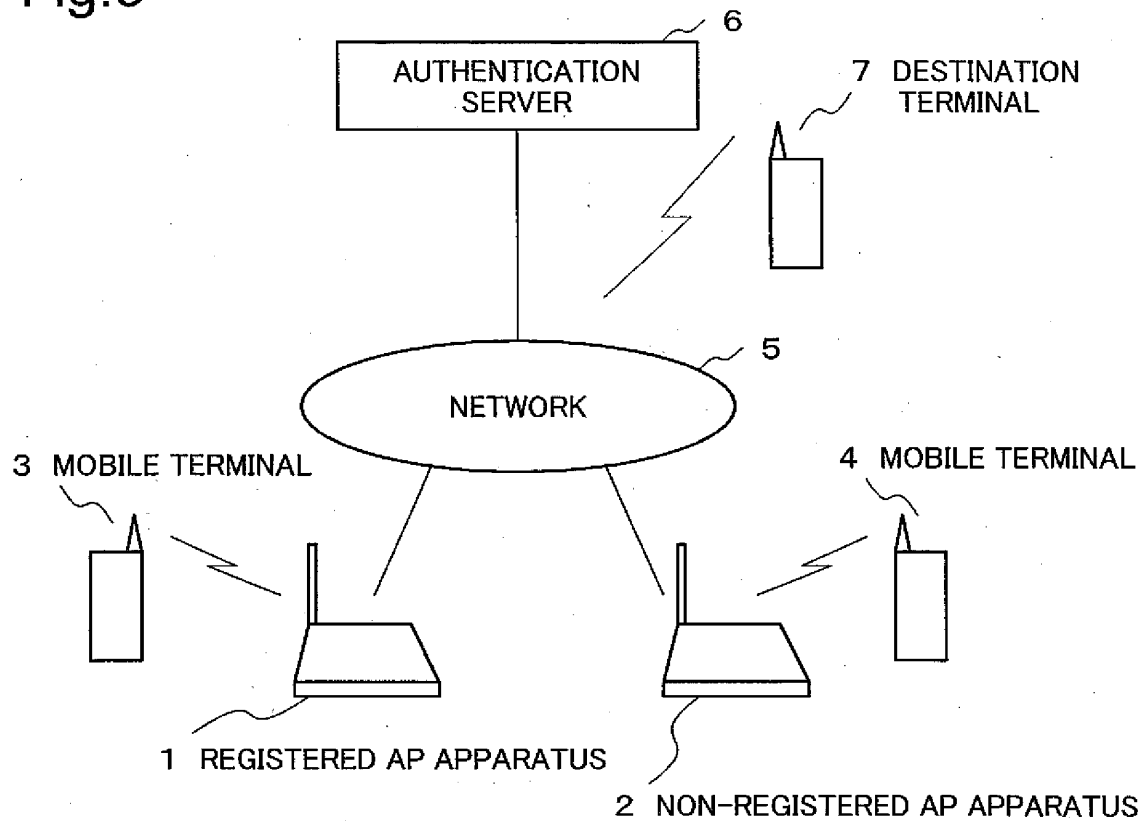 6
AUTHENTICATION
SERVER
7 DESTINATION
TERMINAL
5
NETWORK
3 MOBILE TERMINAL
4 MOBILE TERMINAL
1 REGISTERED AP APPARATUS
2 NON-REGISTERED AP APPARATUS